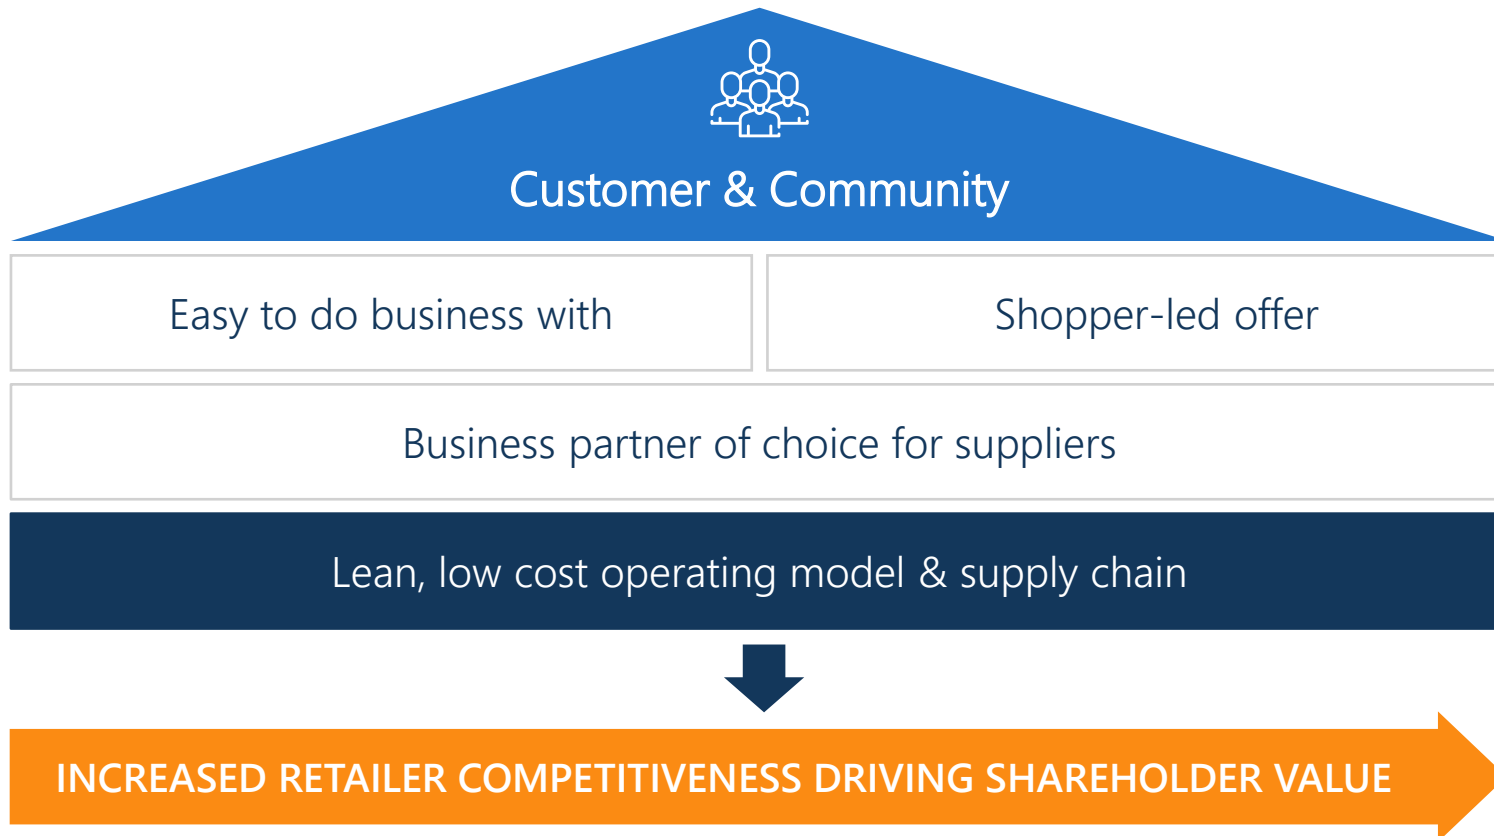 Customer & Community
Easy to do business with
Shopper-led offer
Business partner of choice for suppliers
Lean, low cost operating model & supply chain
INCREASED RETAILER COMPETITIVENESS DRIVING SHAREHOLDER VALUE